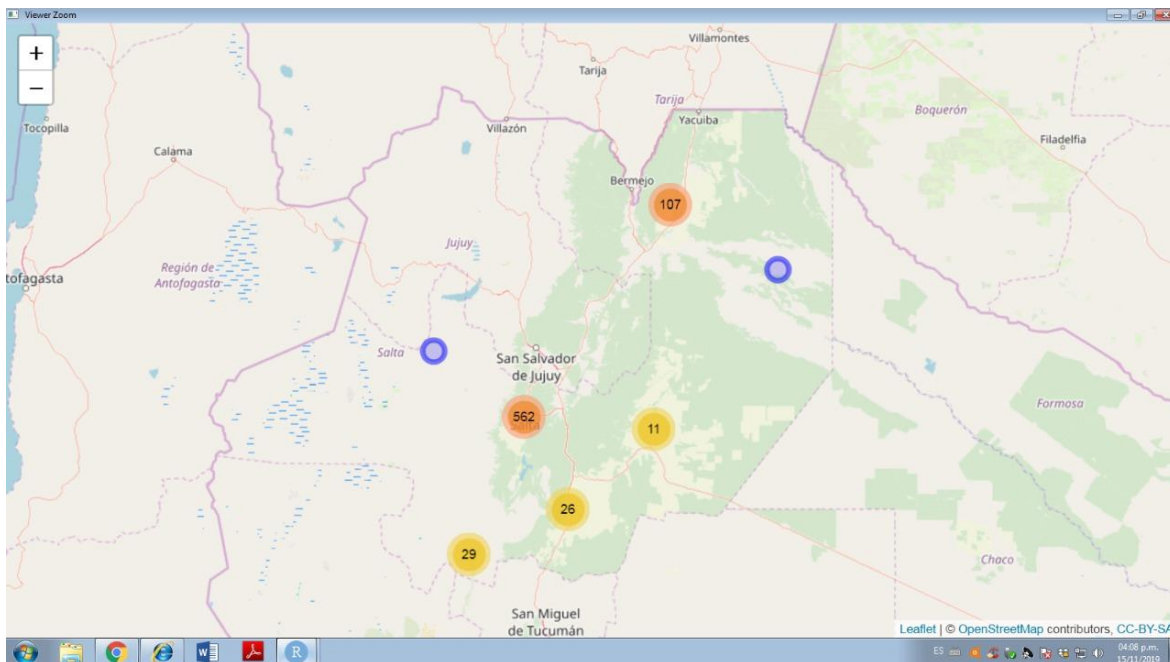 Viewer Zoom
+
−
Villamontes
Tarija
Tarija
Boquerón
Tocopilla
Villazón
Yacuiba
Filadelfia
Calama
Bermejo
107
Jujuy
Región de
Antofagasta
tofagasta
Salta
San Salvador
de Jujuy
562
11
Formosa
26
29
Chaco
San Miguel
de Tucumán
Leaflet | © OpenStreetMap contributors, CC-BY-SA
W
R
ES
04:08 p.m.
15/11/2019